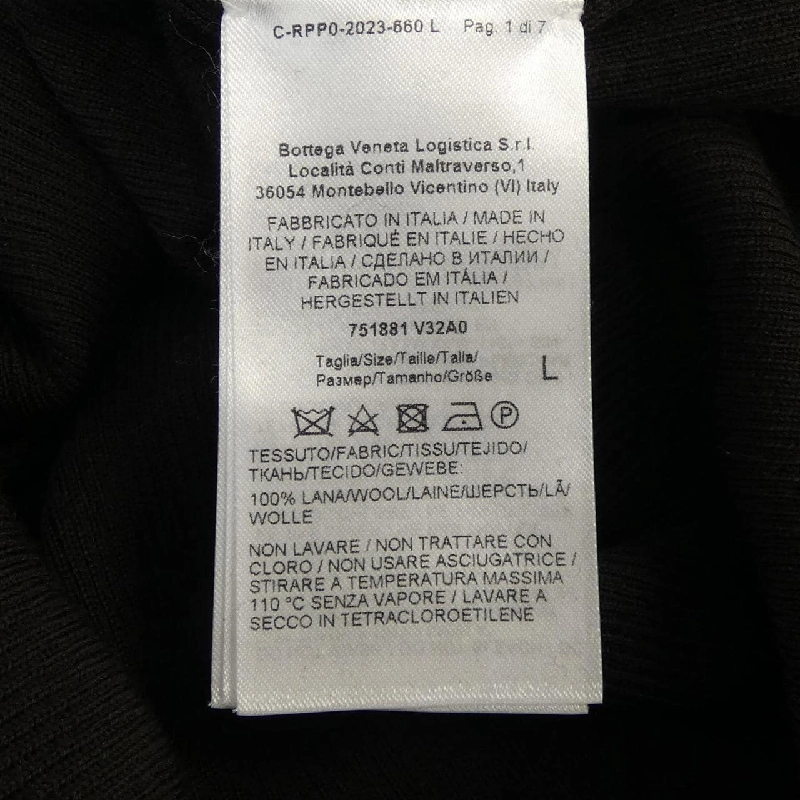 C-RPP0-2023-660 L Pag. 1 di 7
Bottega Veneta Logistica S.r.l.
Località Conti Maltraverso,1
36054 Montebello Vicentino (VI) Italy
FABBRICATO IN ITALIA / MADE IN
ITALY / FABRIQUÉ EN ITALIE / HECHO
EN ITALIA / СДЕЛАНО В ИТАЛИИ /
FABRICADO EM ITÁLIA /
HERGESTELLT IN ITALIEN
751881 V32A0
Taglia/Size/Taille/Talla/
Размер/Tamanho/Größe L
P
TESSUTO/FABRIC/TISSU/TEJIDO/
ТКАНЬ/TECIDO/GEWEBE:
100% LANA/WOOL/LAINE/ШЕРСТЬ/LÃ/
WOLLE
NON LAVARE / NON TRATTARE CON
CLORO / NON USARE ASCIUGATRICE /
STIRARE A TEMPERATURA MASSIMA
110 °C SENZA VAPORE / LAVARE A
SECCO IN TETRACLOROETILENE